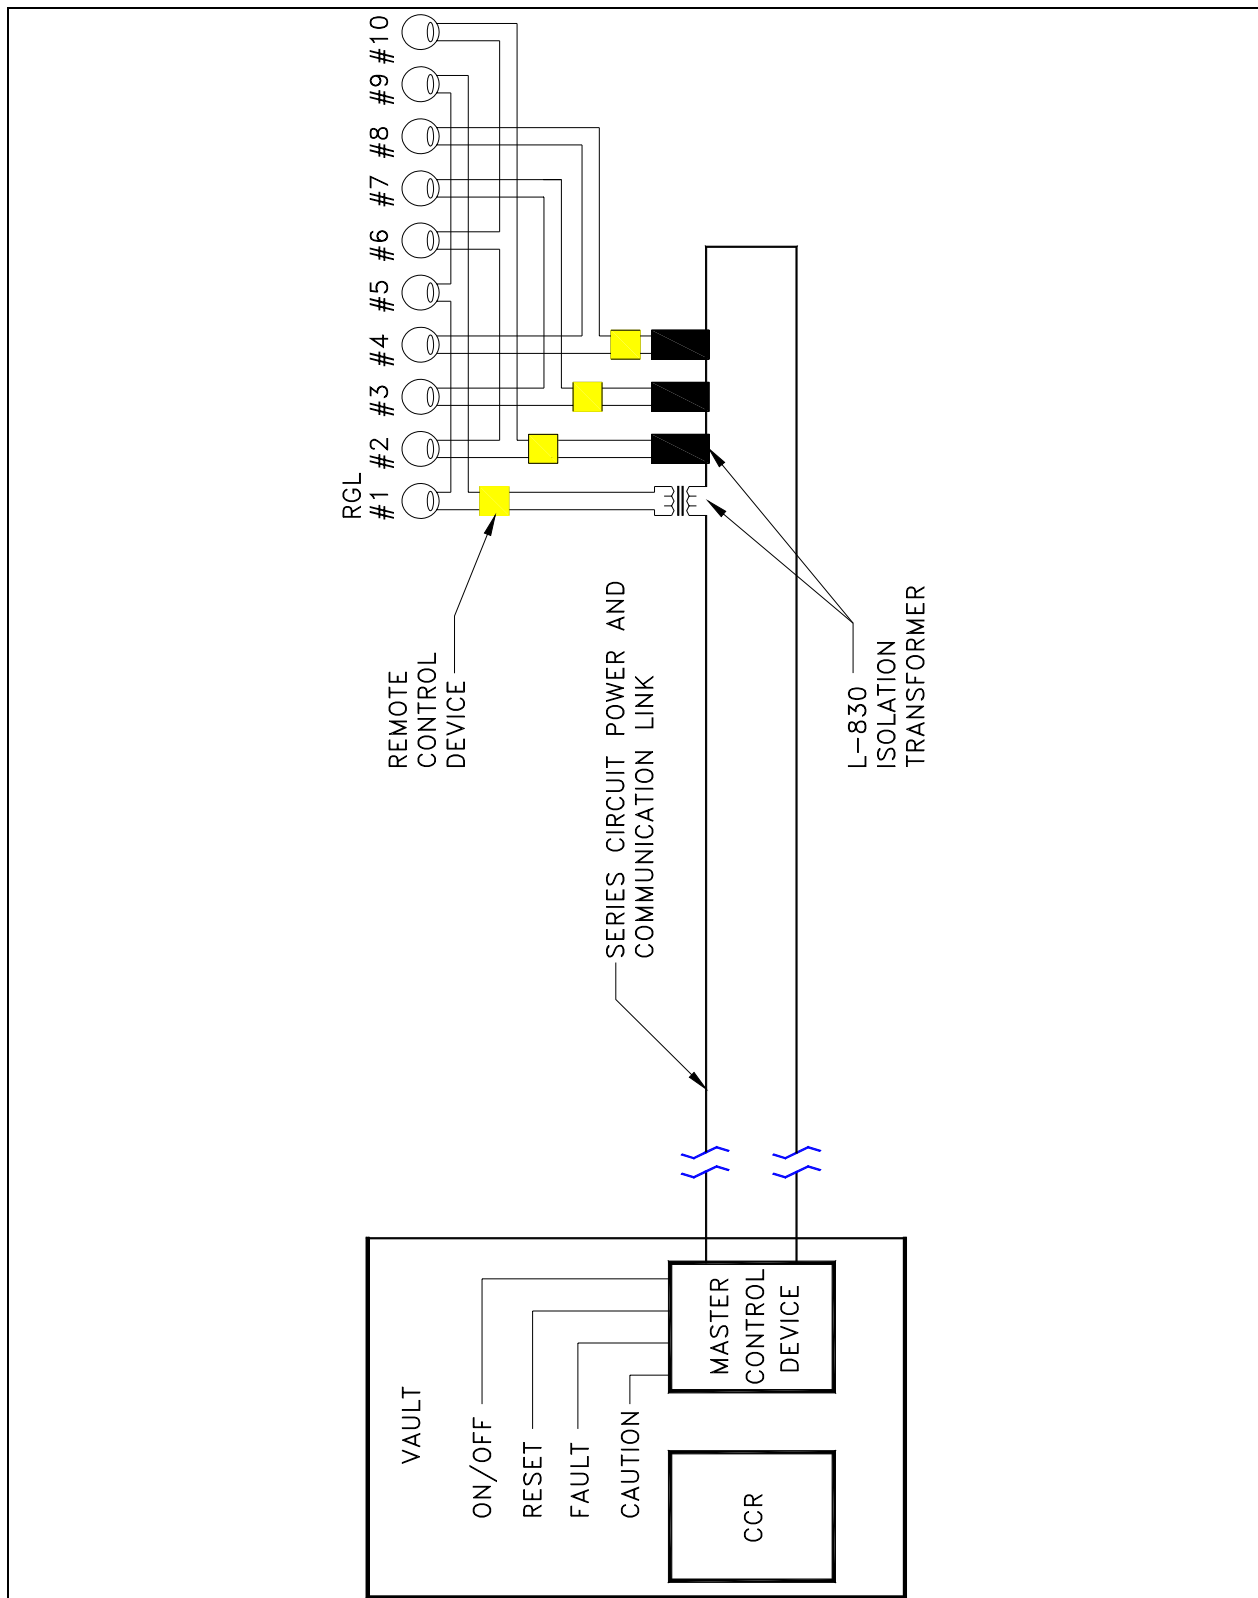 RGL
#1 #2 #3 #4 #5 #6 #7 #8 #9 #10
REMOTE
CONTROL
DEVICE
SERIES CIRCUIT POWER AND
COMMUNICATION LINK
L-830
ISOLATION
TRANSFORMER
VAULT
ON/OFF
RESET
FAULT
CAUTION
MASTER
CONTROL
DEVICE
CCR